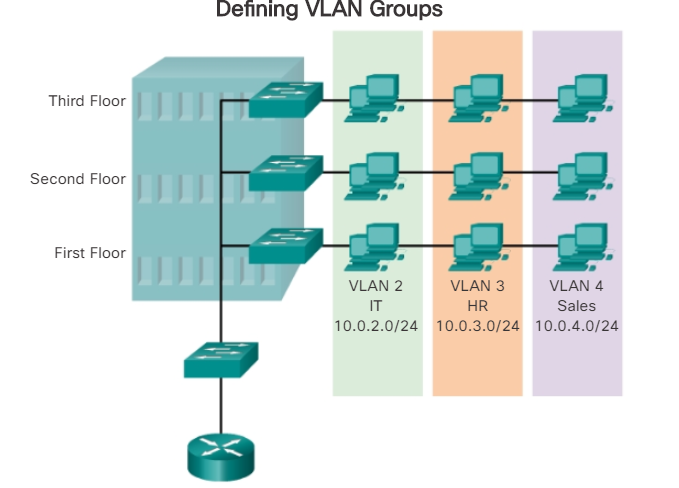 Defining VLAN Groups
Third Floor
Second Floor
First Floor
VLAN 2
IT
10.0.2.0/24
VLAN 3
HR
10.0.3.0/24
VLAN 4
Sales
10.0.4.0/24